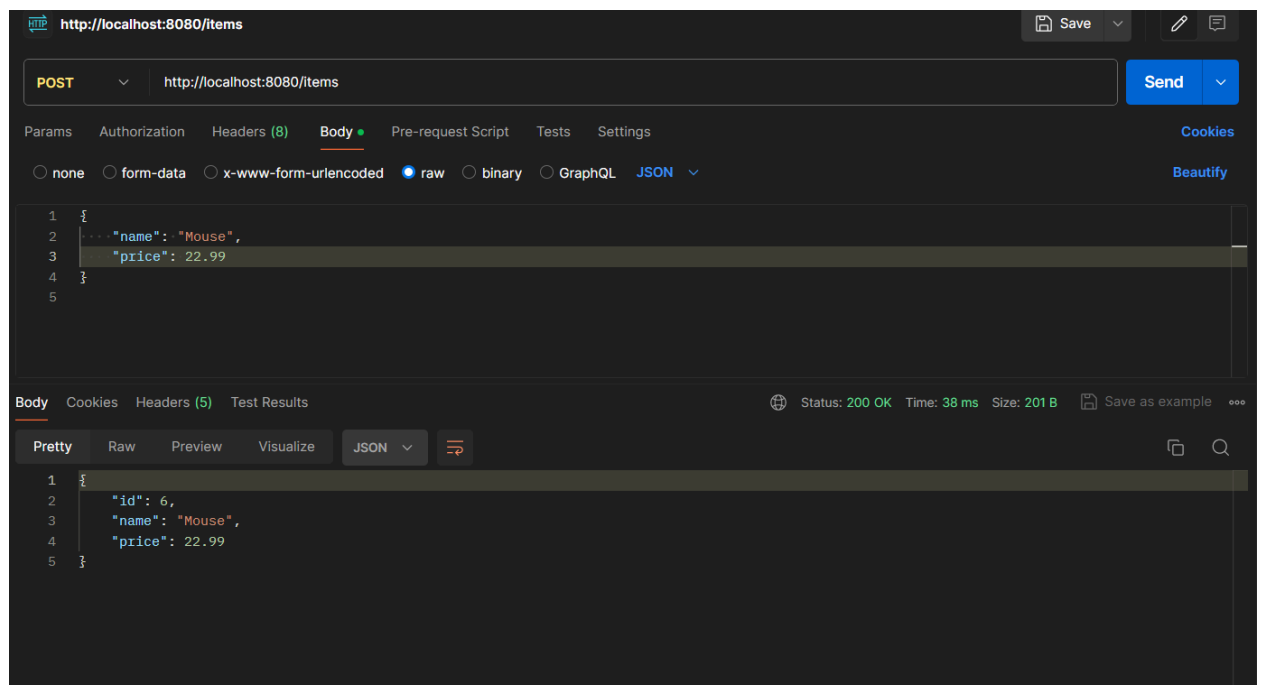 HTTP http://localhost:8080/items Save
POST http://localhost:8080/items Send
Params Authorization Headers (8) Body Pre-request Script Tests Settings Cookies
none form-data x-www-form-urlencoded raw binary GraphQL JSON Beautify
1 {
2 "name": "Mouse",
3 "price": 22.99
4 }
5
Body Cookies Headers (5) Test Results Status: 200 OK Time: 38 ms Size: 201 B Save as example
Pretty Raw Preview Visualize JSON
1 {
2 "id": 6,
3 "name": "Mouse",
4 "price": 22.99
5 }